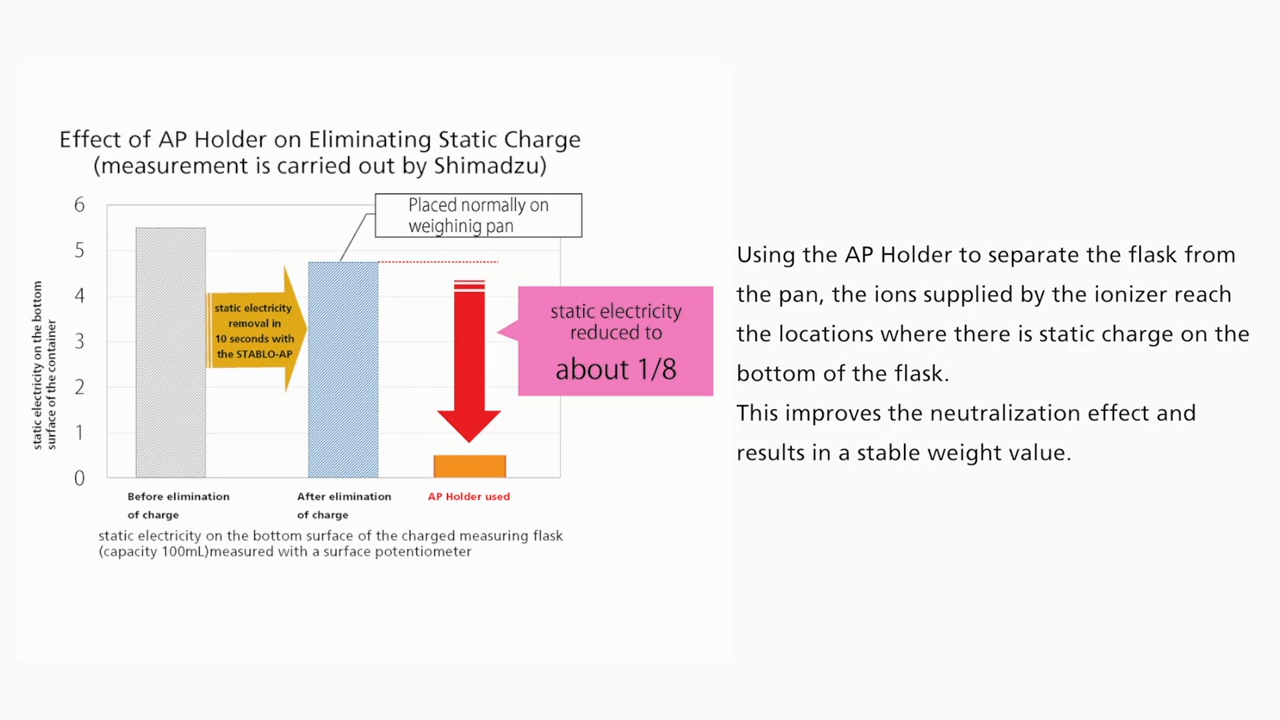 Effect of AP Holder on Eliminating Static Charge
(measurement is carried out by Shimadzu)
6
5
4
3
2
1
0
static electricity on the bottom
surface of the container
Placed normally on
weighinig pan
static electricity
removal in
10 seconds with
the STABLO-AP
static electricity
reduced to
about 1/8
Before elimination
of charge
After elimination
of charge
AP Holder used
static electricity on the bottom surface of the charged measuring flask
(capacity 100mL)measured with a surface potentiometer
Using the AP Holder to separate the flask from
the pan, the ions supplied by the ionizer reach
the locations where there is static charge on the
bottom of the flask.
This improves the neutralization effect and
results in a stable weight value.